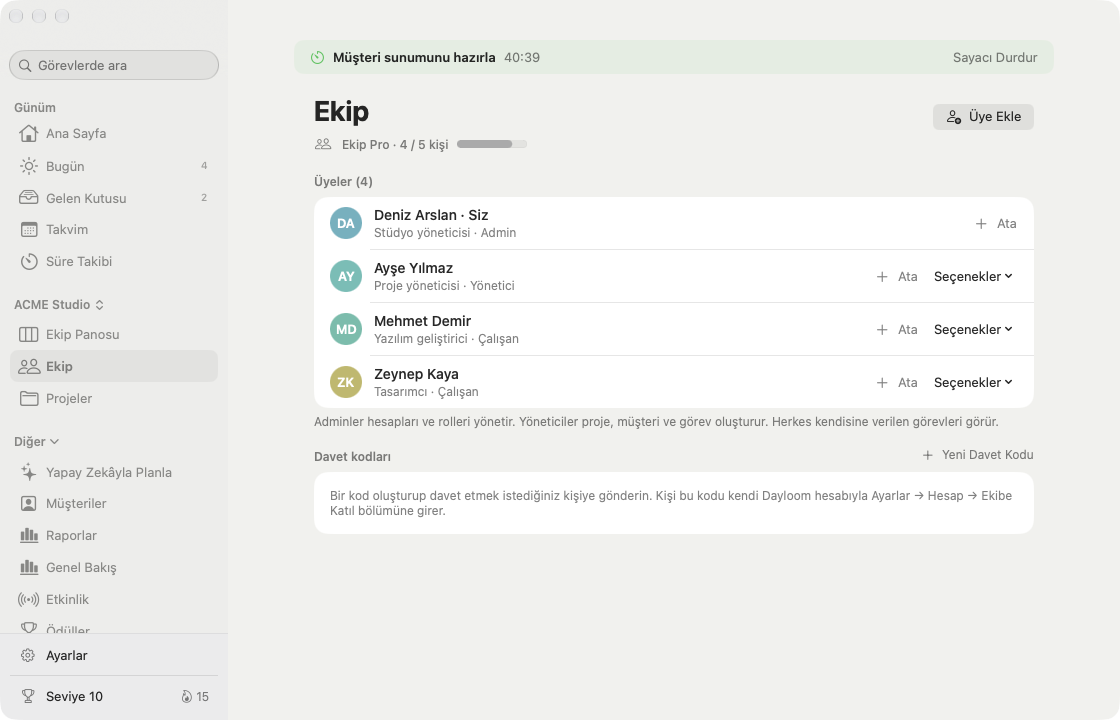 Görevlerde ara
Günüm
Ana Sayfa
Bugün 4
Gelen Kutusu 2
Takvim
Süre Takibi
ACME Studio
Ekip Panosu
Ekip
Projeler
Diğer
Yapay Zekâyla Planla
Müşteriler
Raporlar
Genel Bakış
Etkinlik
Ödüller
Ayarlar
Seviye 10 15
Müşteri sunumunu hazırla 40:39 Sayacı Durdur
Ekip
Üye Ekle
Ekip Pro · 4 / 5 kişi
Üyeler (4)
DA
Deniz Arslan · Siz
Stüdyo yöneticisi · Admin
+ Ata
AY
Ayşe Yılmaz
Proje yöneticisi · Yönetici
+ Ata Seçenekler
MD
Mehmet Demir
Yazılım geliştirici · Çalışan
+ Ata Seçenekler
ZK
Zeynep Kaya
Tasarımcı · Çalışan
+ Ata Seçenekler
Adminler hesapları ve rolleri yönetir. Yöneticiler proje, müşteri ve görev oluşturur. Herkes kendisine verilen görevleri görür.
Davet kodları
+ Yeni Davet Kodu
Bir kod oluşturup davet etmek istediğiniz kişiye gönderin. Kişi bu kodu kendi Dayloom hesabıyla Ayarlar → Hesap → Ekibe
Katıl bölümüne girer.